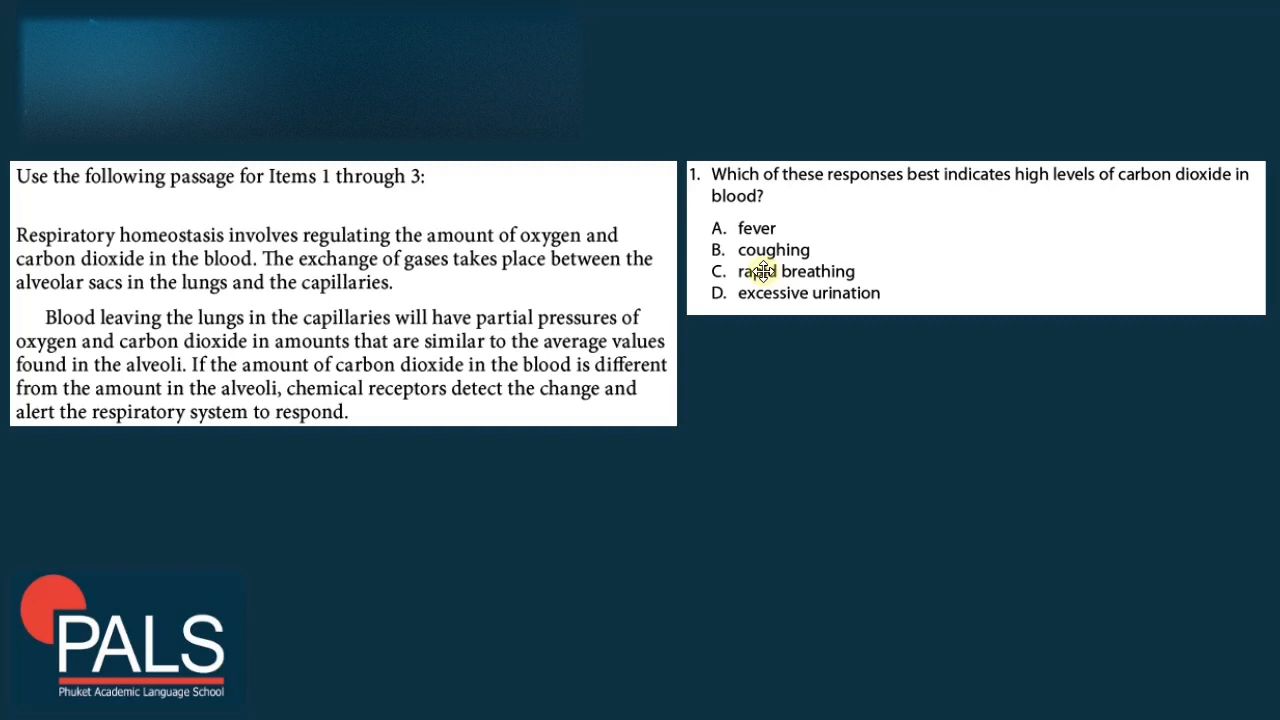 Use the following passage for Items 1 through 3:
Respiratory homeostasis involves regulating the amount of oxygen and
carbon dioxide in the blood. The exchange of gases takes place between the
alveolar sacs in the lungs and the capillaries.
Blood leaving the lungs in the capillaries will have partial pressures of
oxygen and carbon dioxide in amounts that are similar to the average values
found in the alveoli. If the amount of carbon dioxide in the blood is different
from the amount in the alveoli, chemical receptors detect the change and
alert the respiratory system to respond.
1. Which of these responses best indicates high levels of carbon dioxide in
blood?
A. fever
B. coughing
C. rapid breathing
D. excessive urination
PALS
Phuket Academic Language School